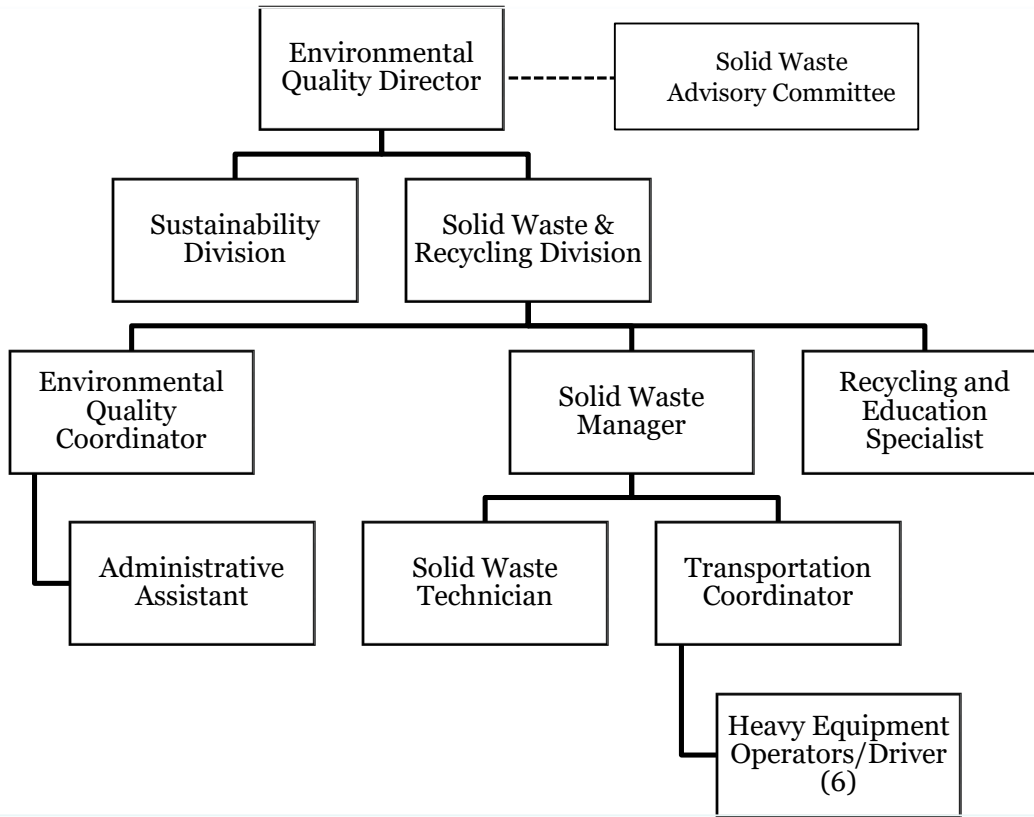 Environmental
Quality Director
Solid Waste
Advisory Committee
Sustainability
Division
Solid Waste &
Recycling Division
Environmental
Quality
Coordinator
Solid Waste
Manager
Recycling and
Education
Specialist
Administrative
Assistant
Solid Waste
Technician
Transportation
Coordinator
Heavy Equipment
Operators/Driver
(6)